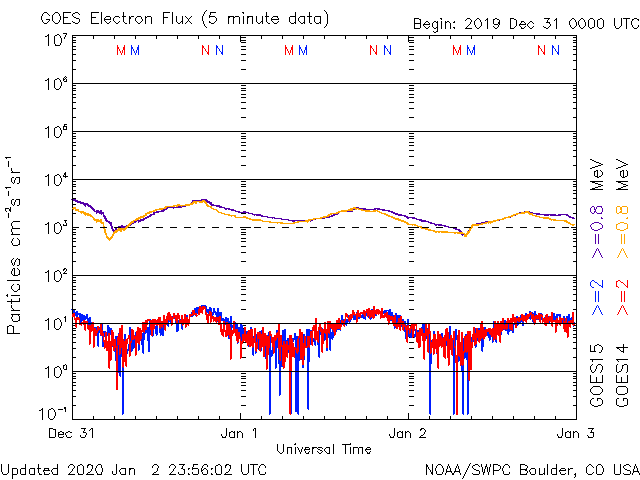 GOES Electron Flux (5 minute data)
Begin: 2019 Dec 31 0000 UTC
M M N N M M N N M M N N
10⁷
10⁶
10⁵
10⁴
10³
10²
10¹
10⁰
10⁻¹
Particles cm⁻²s⁻¹sr⁻¹
Dec 31 Jan 1 Jan 2 Jan 3
Universal Time
GOES15 >=2 >=0.8 MeV
GOES14 >=2 >=0.8 MeV
Updated 2020 Jan 2 23:56:02 UTC
NOAA/SWPC Boulder, CO USA